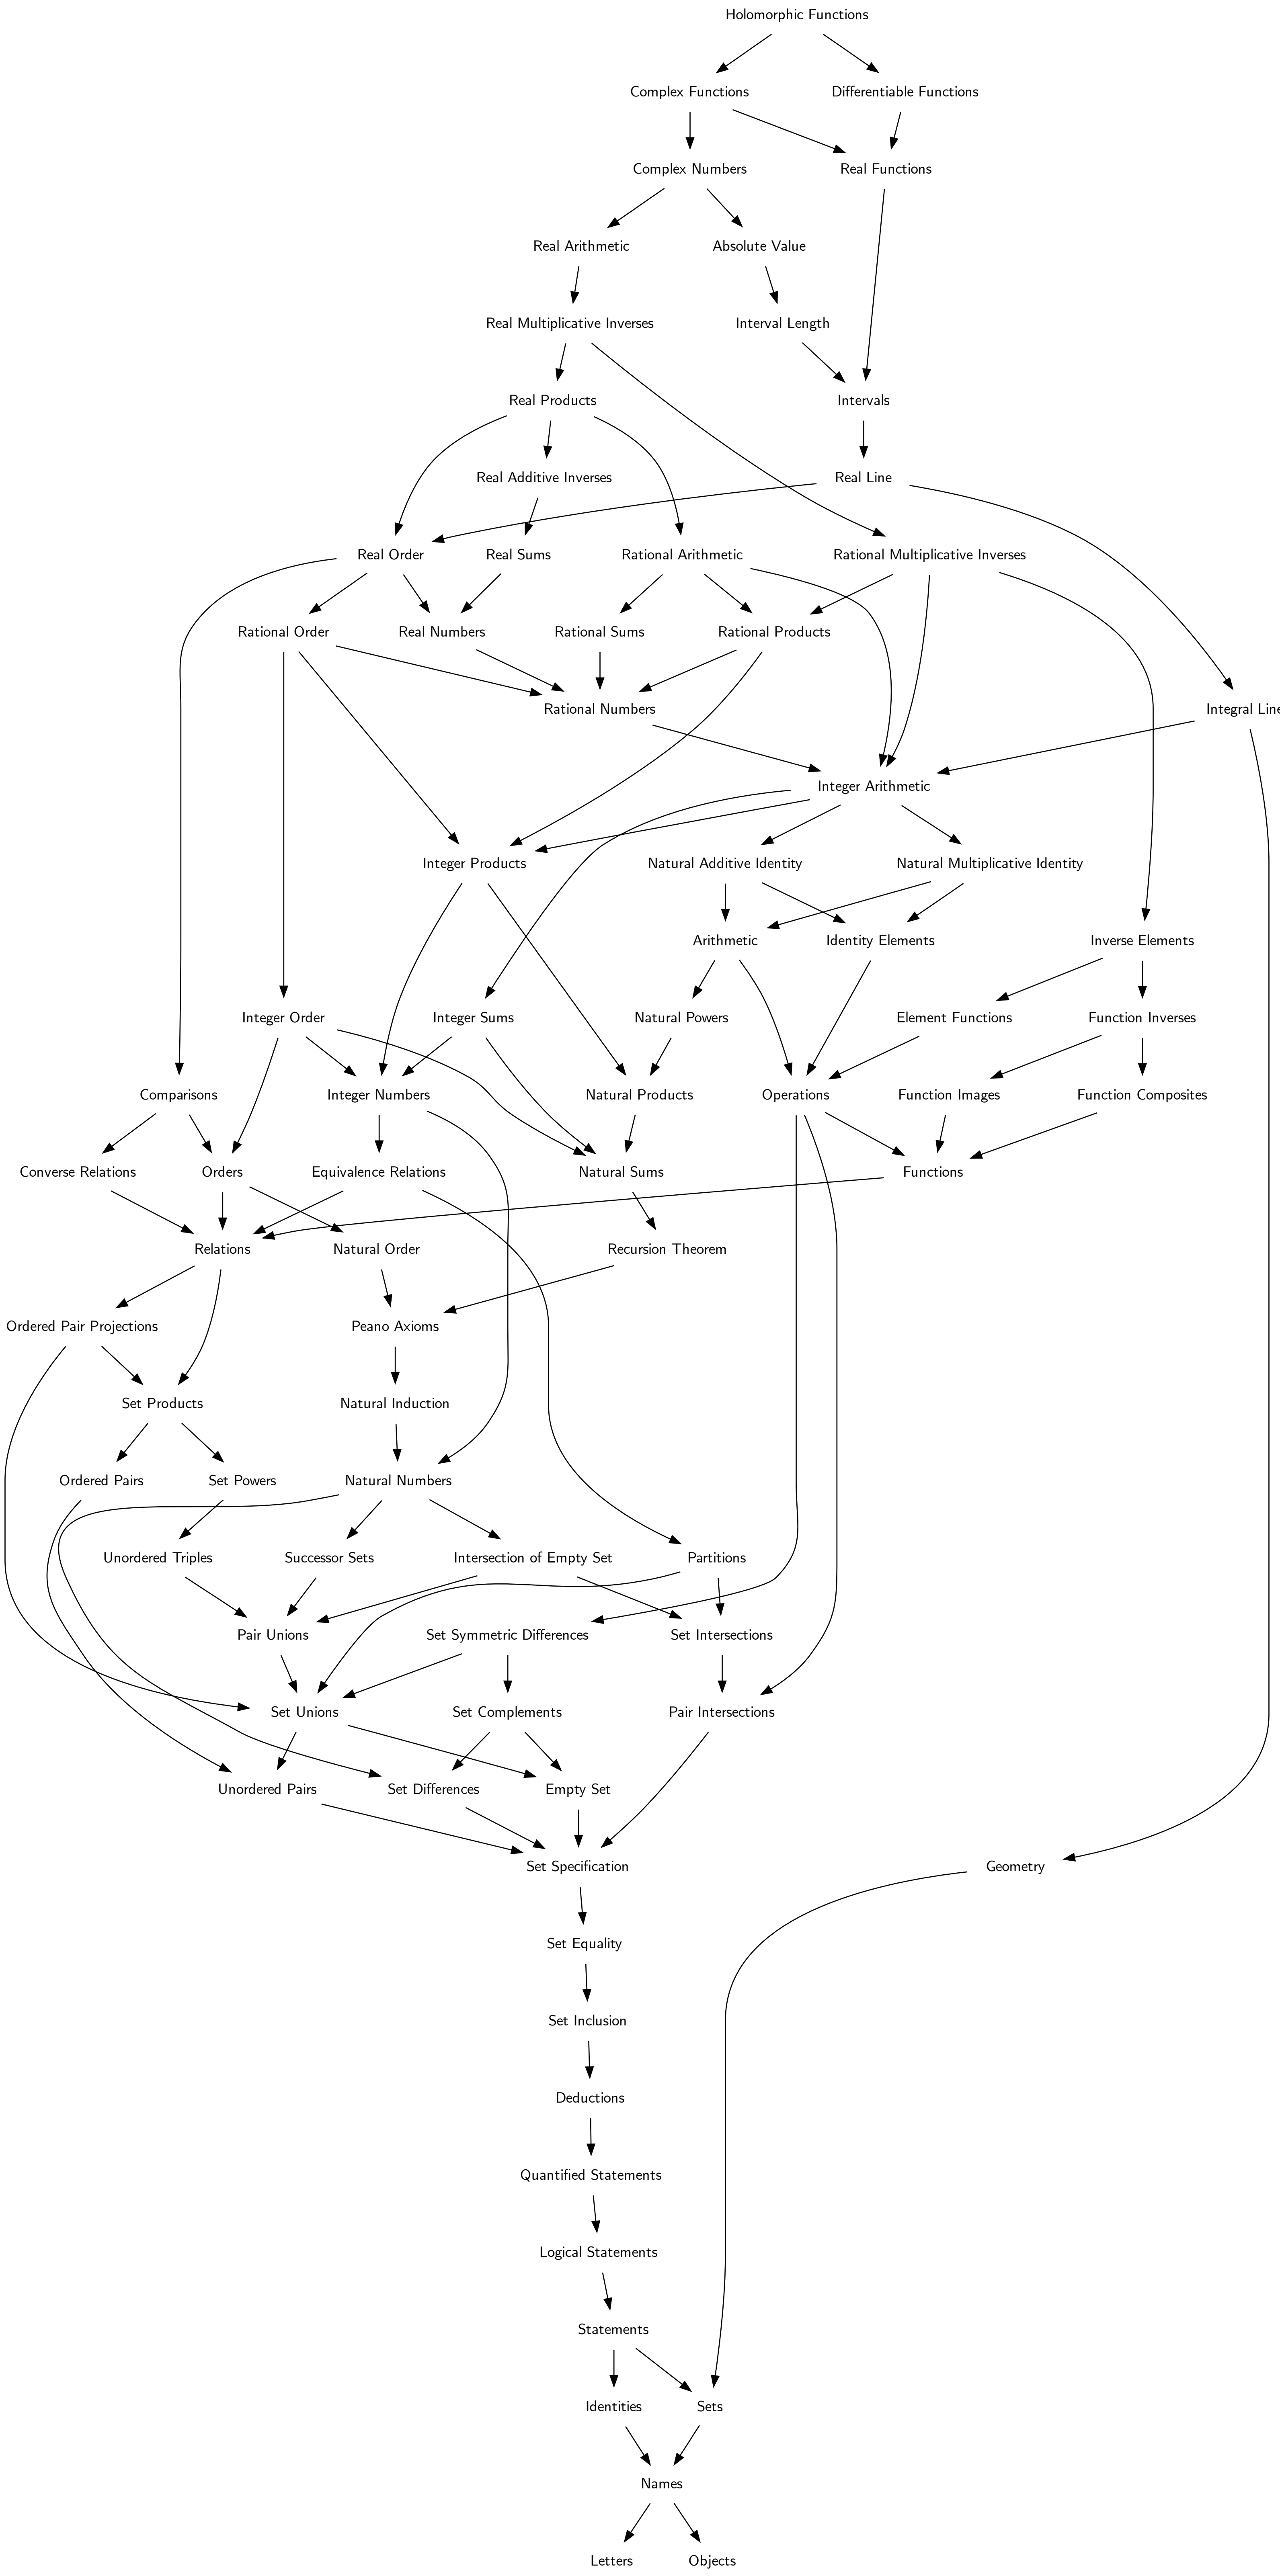 Holomorphic Functions
Complex Functions
Differentiable Functions
Complex Numbers
Real Functions
Real Arithmetic
Absolute Value
Real Multiplicative Inverses
Interval Length
Real Products
Intervals
Real Additive Inverses
Real Line
Real Order
Real Sums
Rational Arithmetic
Rational Multiplicative Inverses
Rational Order
Real Numbers
Rational Sums
Rational Products
Rational Numbers
Integral Line
Integer Arithmetic
Integer Products
Natural Additive Identity
Natural Multiplicative Identity
Arithmetic
Identity Elements
Inverse Elements
Integer Order
Integer Sums
Natural Powers
Element Functions
Function Inverses
Comparisons
Integer Numbers
Natural Products
Operations
Function Images
Function Composites
Converse Relations
Orders
Equivalence Relations
Natural Sums
Functions
Relations
Natural Order
Recursion Theorem
Ordered Pair Projections
Peano Axioms
Set Products
Natural Induction
Ordered Pairs
Set Powers
Natural Numbers
Unordered Triples
Successor Sets
Intersection of Empty Set
Partitions
Pair Unions
Set Symmetric Differences
Set Intersections
Set Unions
Set Complements
Pair Intersections
Unordered Pairs
Set Differences
Empty Set
Set Specification
Geometry
Set Equality
Set Inclusion
Deductions
Quantified Statements
Logical Statements
Statements
Identities
Sets
Names
Letters
Objects